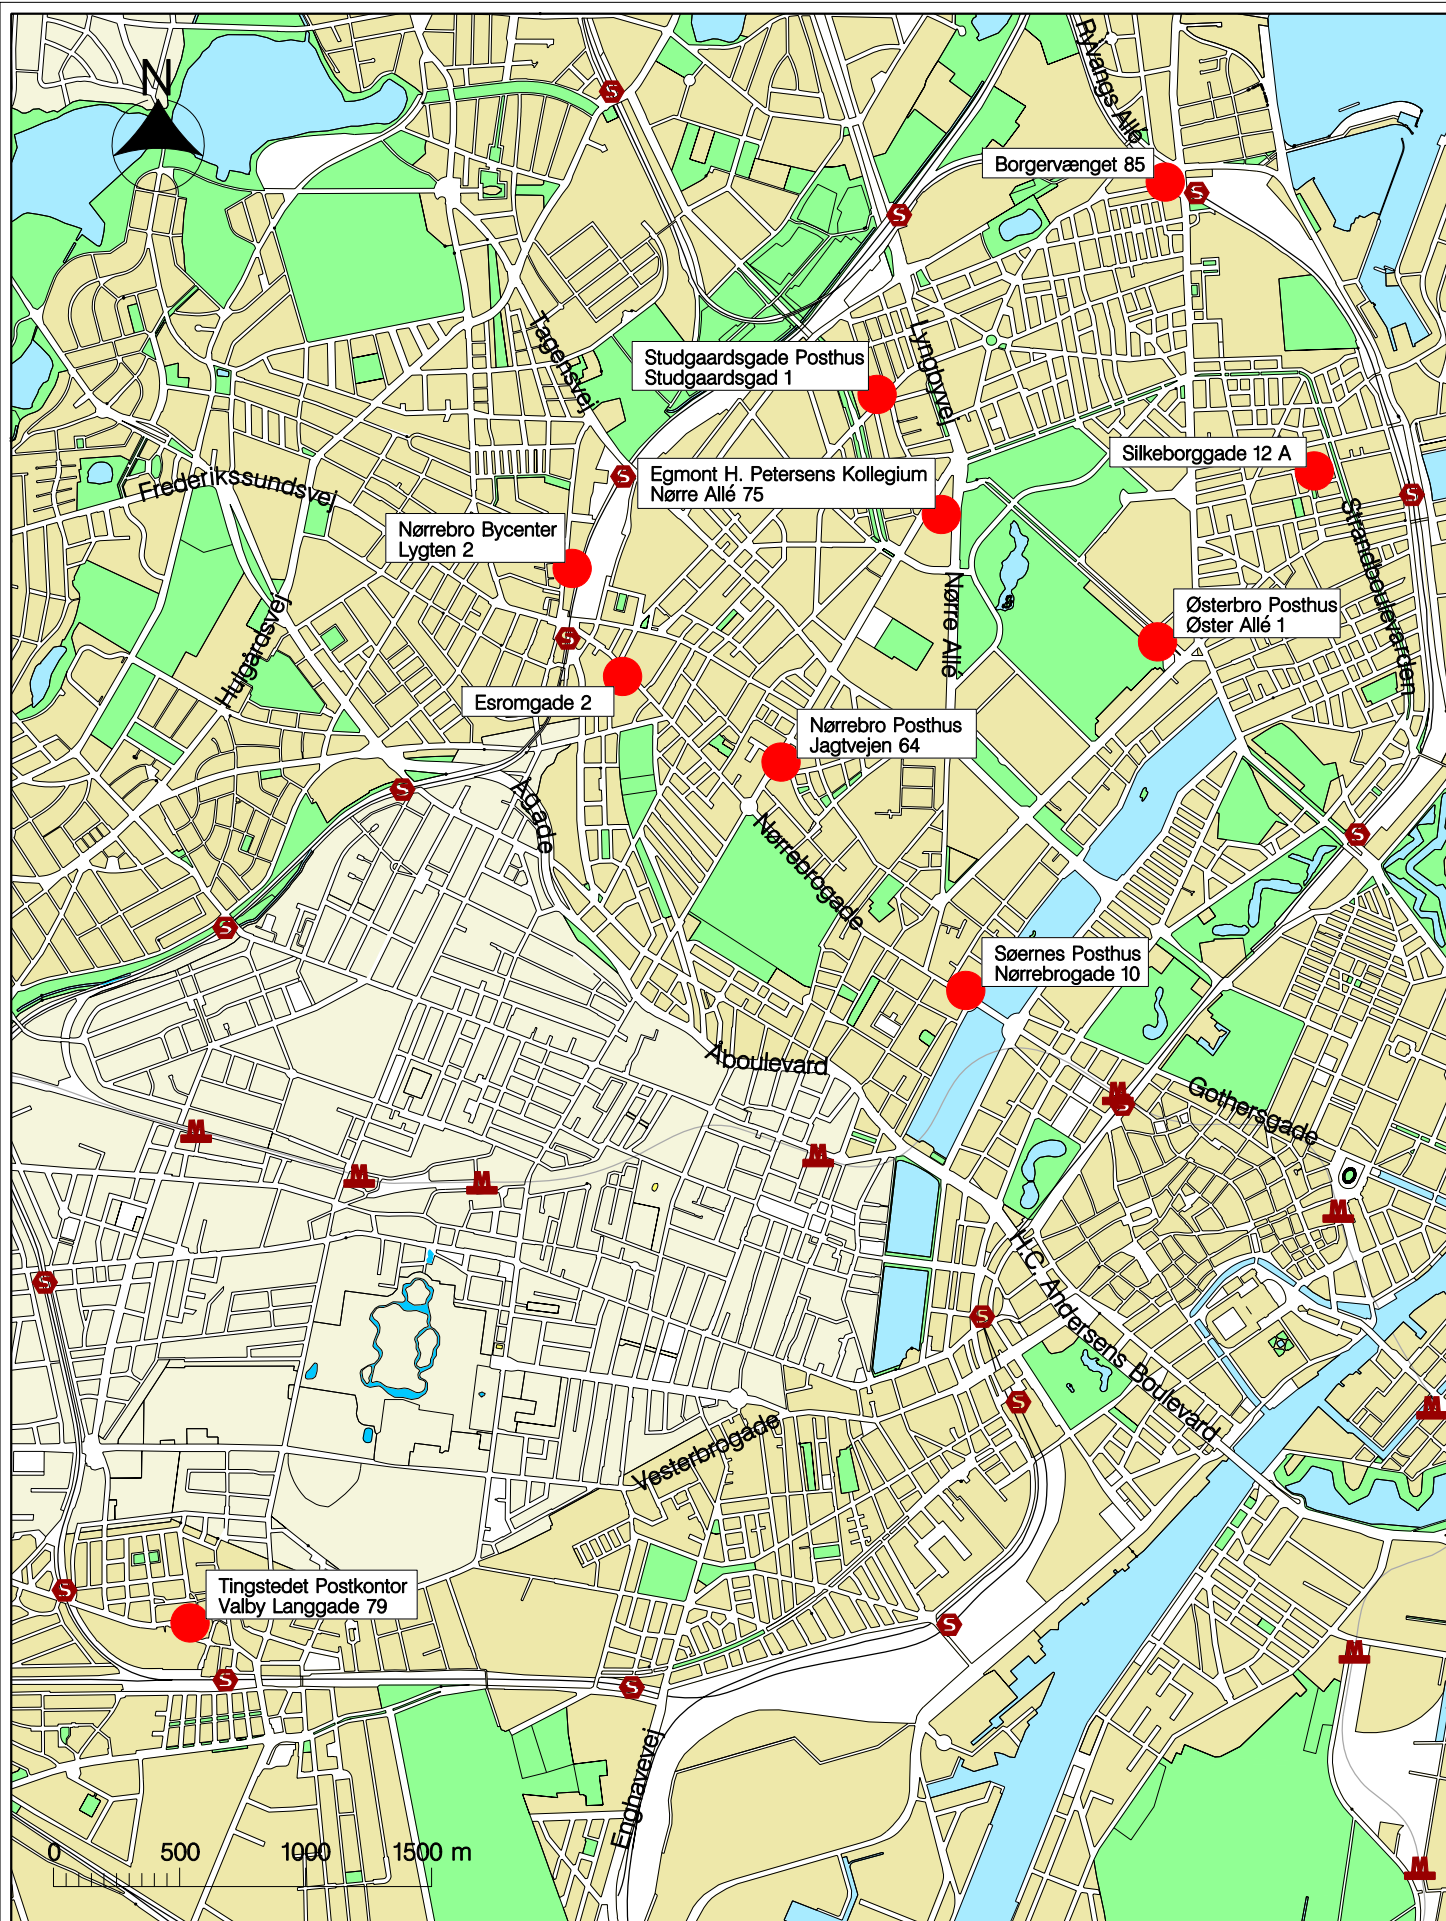 N
Ryvangs Allé
S
Borgervænget 85
S
S
Tagensvej
Lyngbyvej
Studgaardsgade Posthus
Studgaardsgad 1
Silkeborggade 12 A
Frederikssundsvej
S
Egmont H. Petersens Kollegium
Nørre Allé 75
S
Strandboulevarden
Nørrebro Bycenter
Lygten 2
Nørre Allé
Østerbro Posthus
Øster Allé 1
Hulgårdsvej
S
Esromgade 2
Nørrebro Posthus
Jagtvejen 64
S
Ågade
Nørrebrogade
S
S
Søernes Posthus
Nørrebrogade 10
Åboulevard
M
S
Gothersgade
M
M
M
M
M
S
H.C. Andersens Boulevard
S
S
M
Vesterbrogade
S
Tingstedet Postkontor
Valby Langgade 79
S
S
S
M
Enghavevej
0 500 1000 1500 m
M